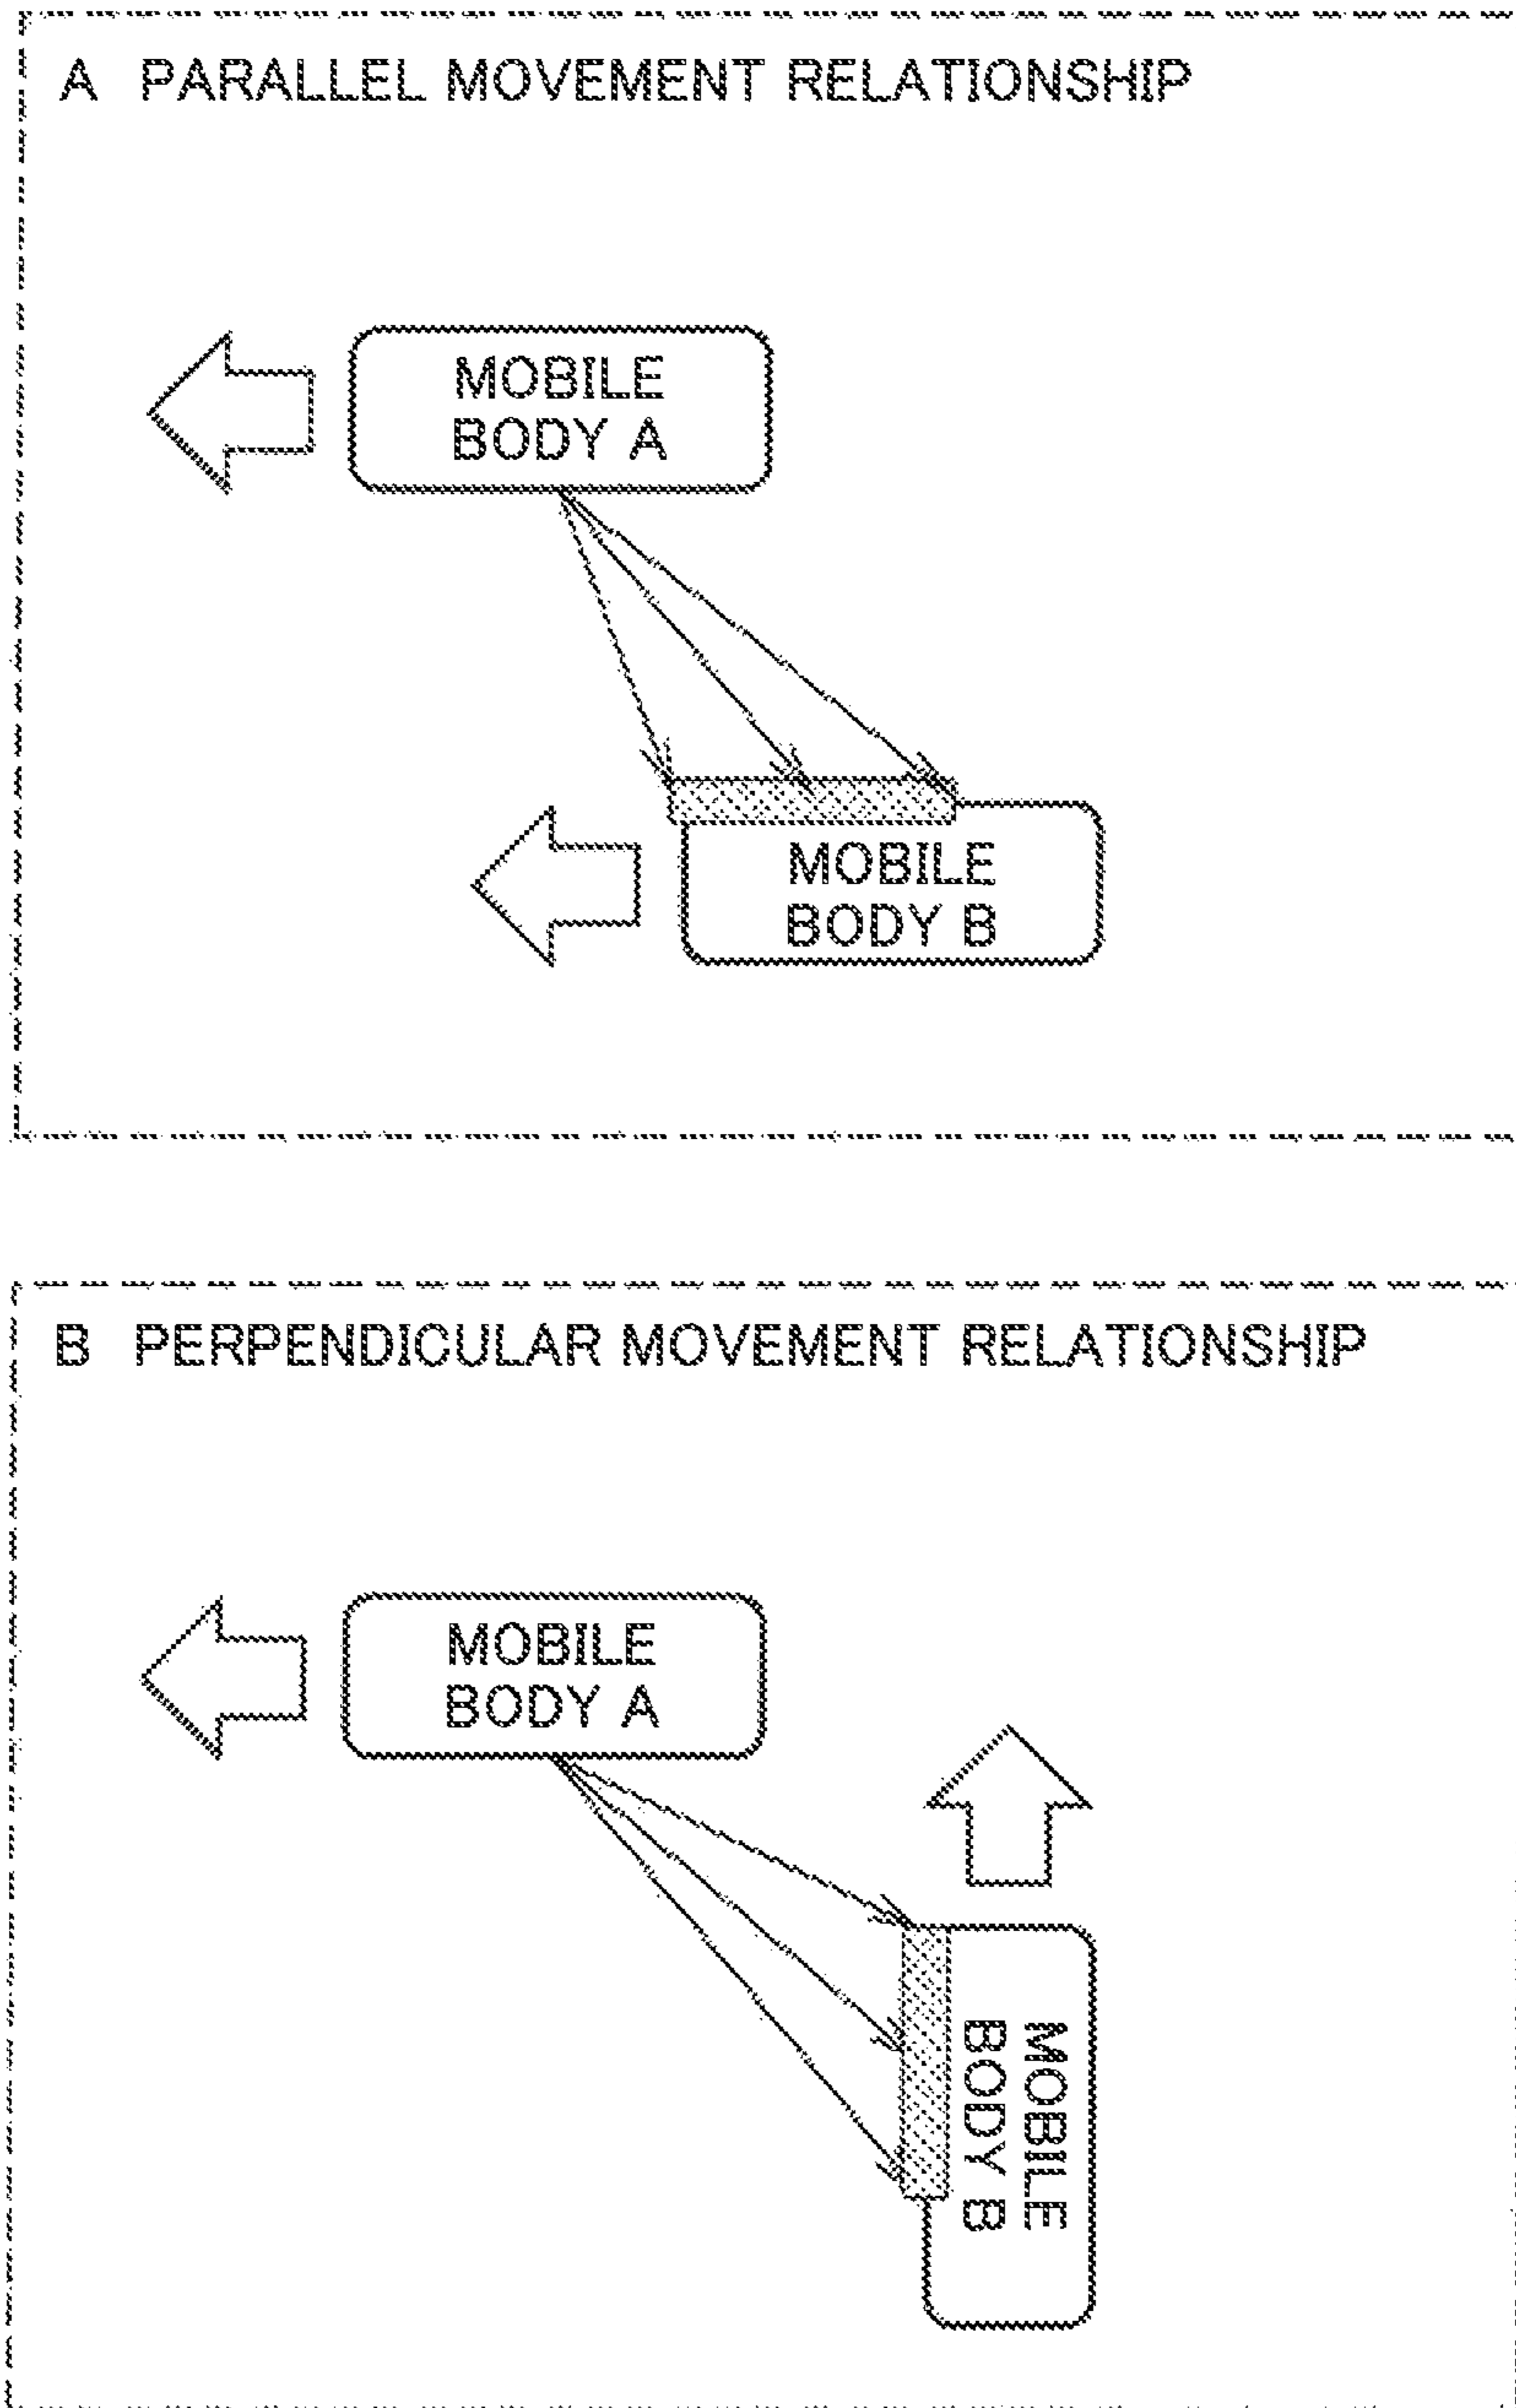 A PARALLEL MOVEMENT RELATIONSHIP
MOBILE
BODY A
MOBILE
BODY B
B PERPENDICULAR MOVEMENT RELATIONSHIP
MOBILE
BODY A
MOBILE
BODY B